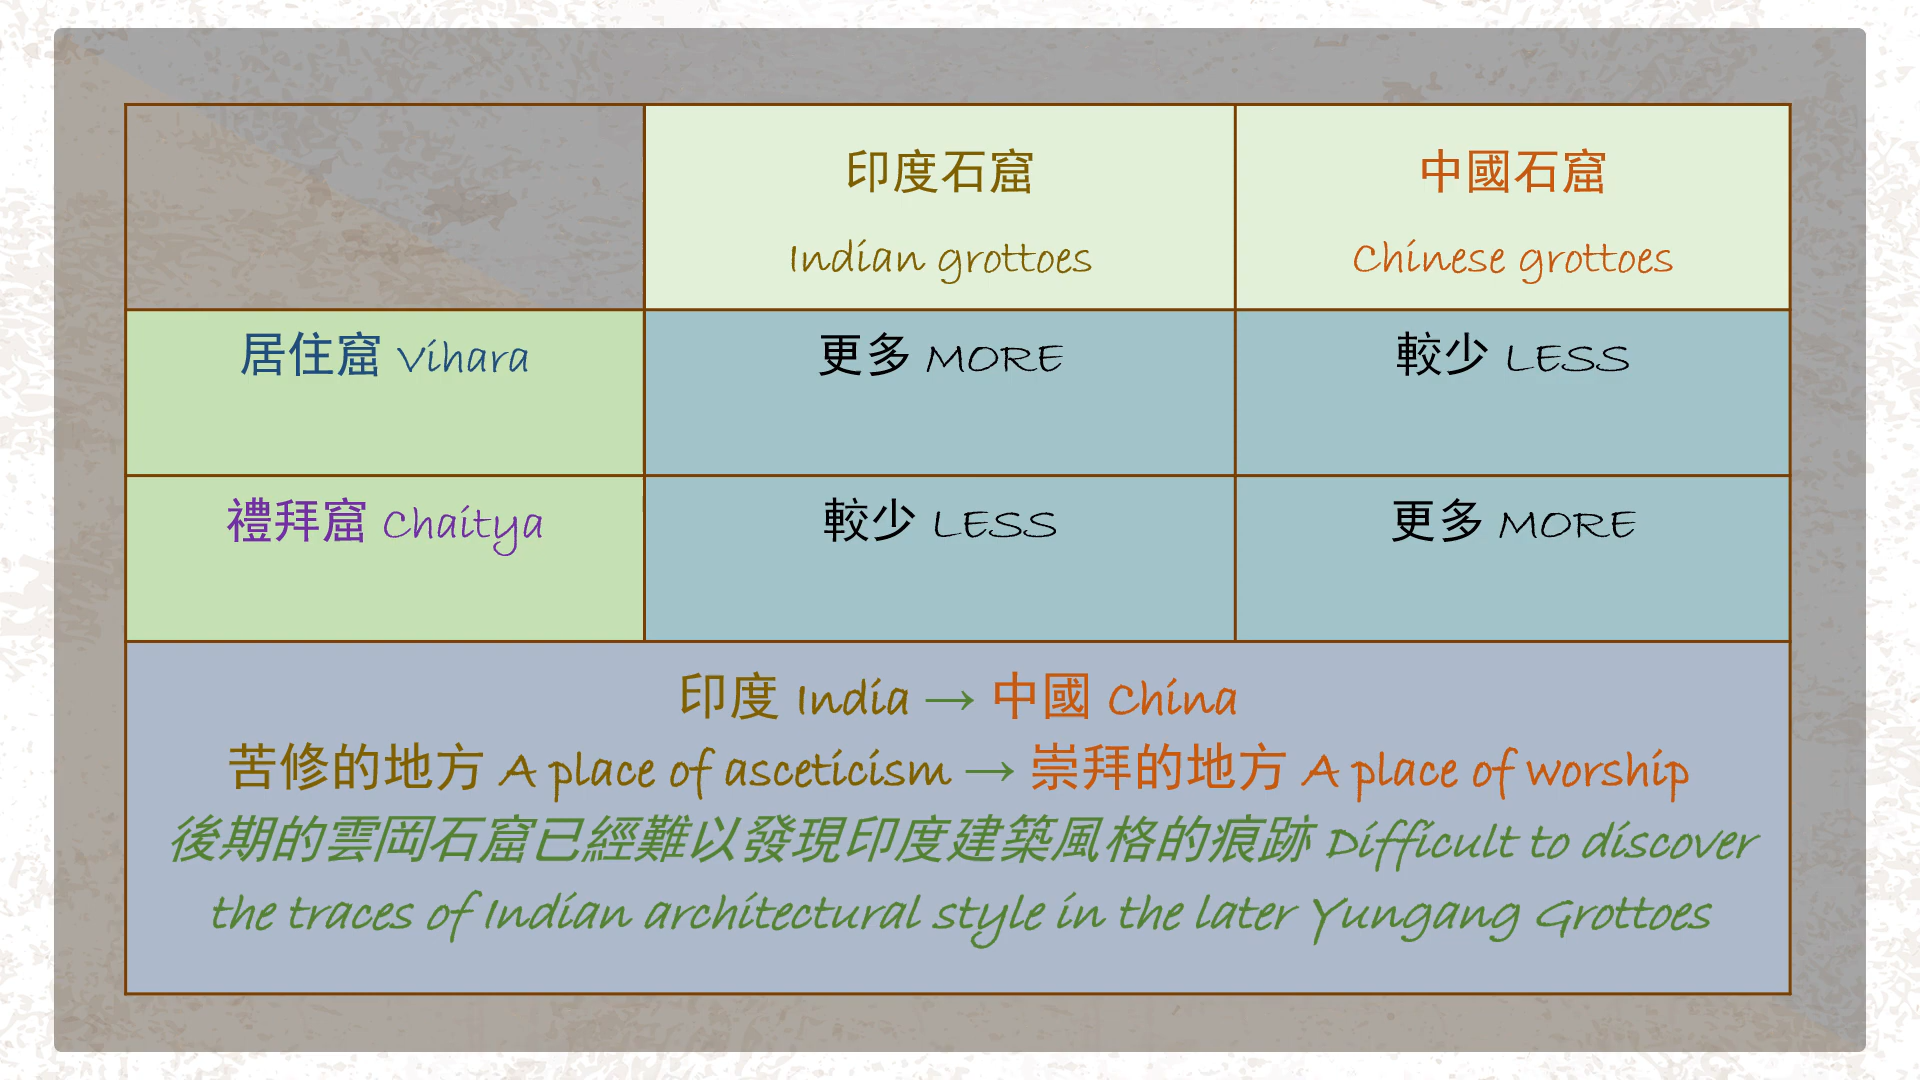 印度石窟
Indian grottoes
中國石窟
Chinese grottoes
居住窟 Vihara
更多 MORE
較少 LESS
禮拜窟 Chaitya
較少 LESS
更多 MORE
印度 India → 中國 China
苦修的地方 A place of asceticism → 崇拜的地方 A place of worship
後期的雲岡石窟已經難以發現印度建築風格的痕跡 Difficult to discover
the traces of Indian architectural style in the later Yungang Grottoes